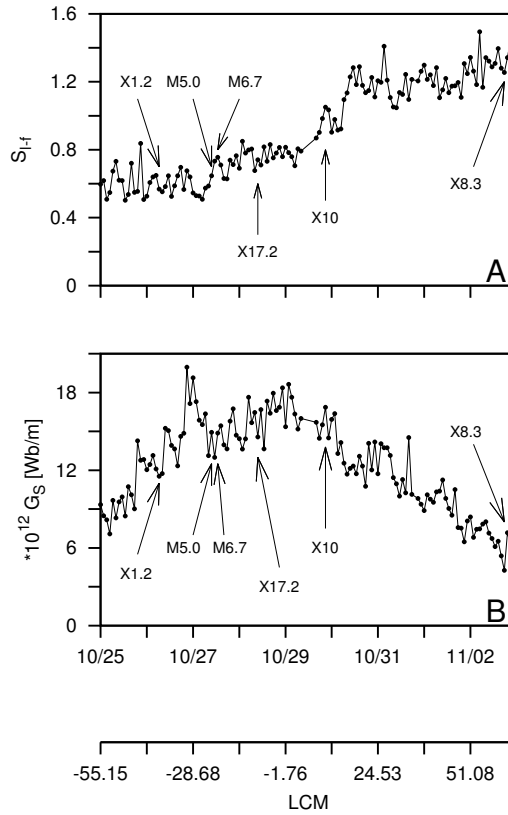 1.6
X1.2 M5.0 M6.7
1.2
S_{l-f}
0.8
0.4
X17.2
X10
X8.3
0
A
18
X8.3
12
*10^{12} G_S [Wb/m]
M5.0 M6.7 X10
X1.2
X17.2
6
B
0
10/25 10/27 10/29 10/31 11/02
-55.15 -28.68 -1.76 24.53 51.08
LCM